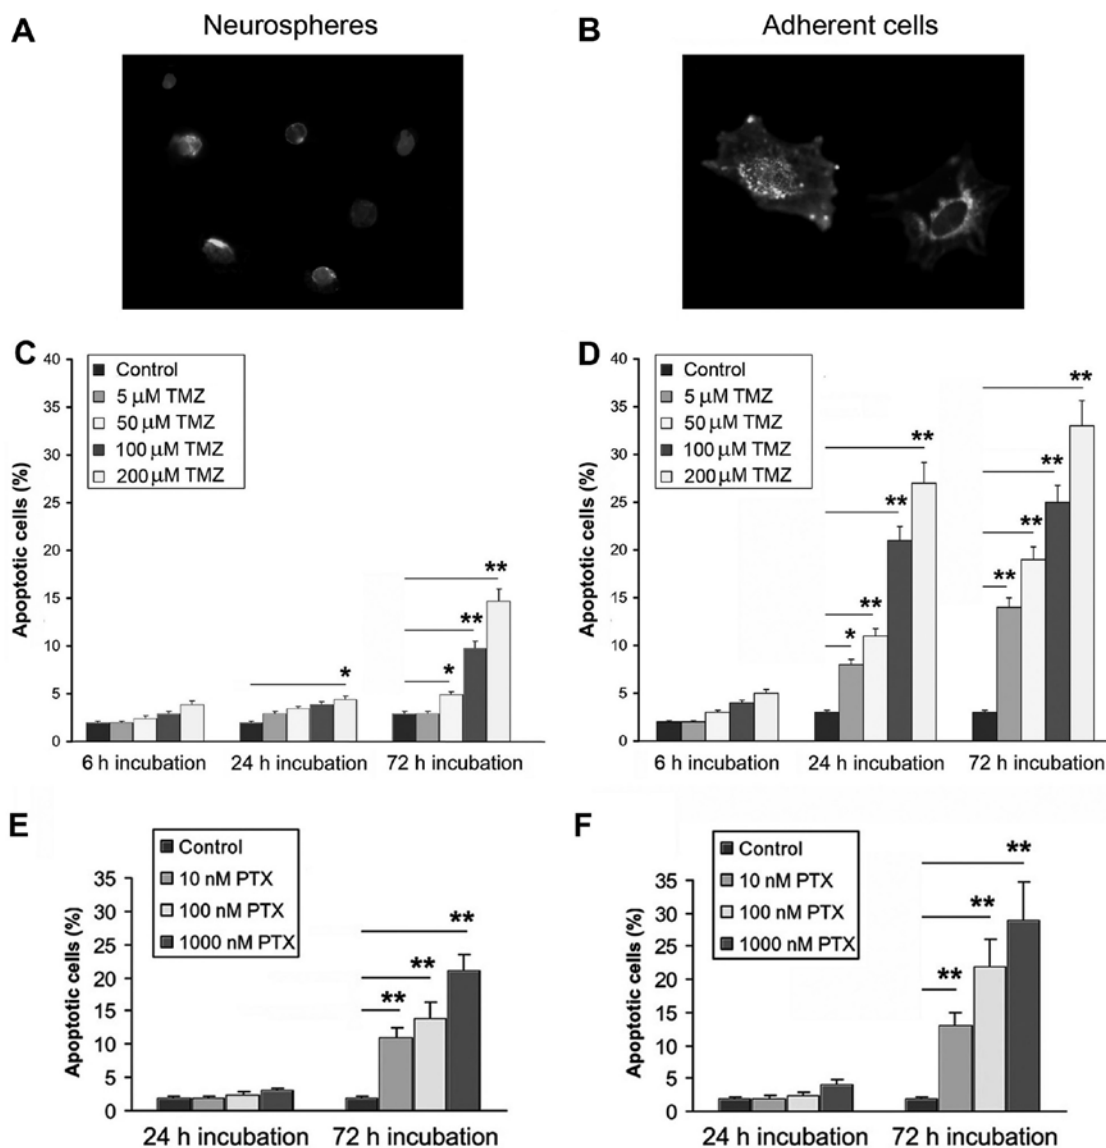 A Neurospheres
B Adherent cells
C
Apoptotic cells (%)
40
35
30
25
20
15
10
5
0
Control
5 µM TMZ
50 µM TMZ
100 µM TMZ
200 µM TMZ
*
*
**
**
6 h incubation 24 h incubation 72 h incubation
D
Apoptotic cells (%)
40
35
30
25
20
15
10
5
0
Control
5 µM TMZ
50 µM TMZ
100 µM TMZ
200 µM TMZ
*
**
**
**
**
**
**
**
6 h incubation 24 h incubation 72 h incubation
E
Apoptotic cells (%)
35
30
25
20
15
10
5
0
Control
10 nM PTX
100 nM PTX
1000 nM PTX
**
**
**
24 h incubation 72 h incubation
F
Apoptotic cells (%)
35
30
25
20
15
10
5
0
Control
10 nM PTX
100 nM PTX
1000 nM PTX
**
**
**
24 h incubation 72 h incubation